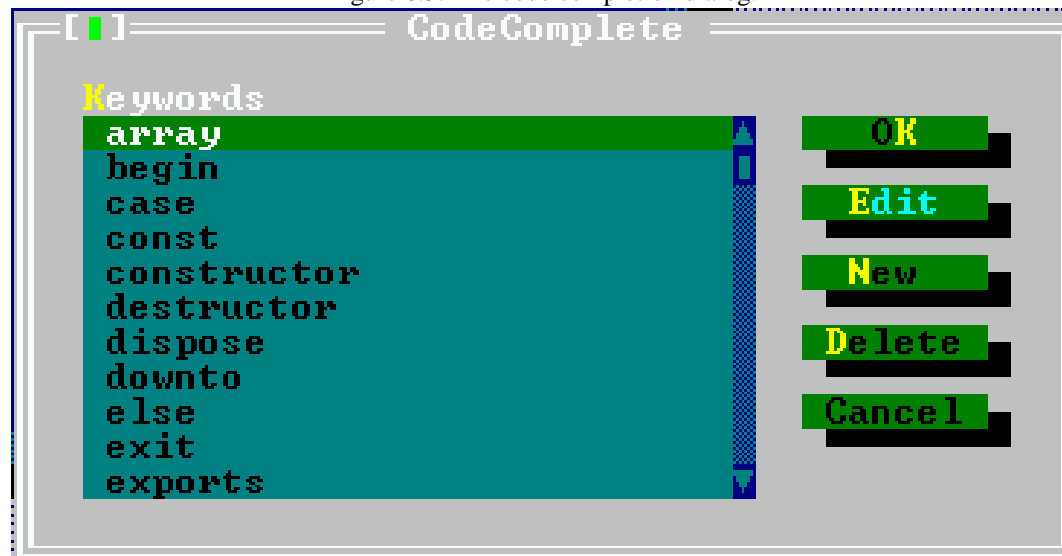 CodeComplete
Keywords
array
begin
case
const
constructor
destructor
dispose
downto
else
exit
exports
OK
Edit
New
Delete
Cancel